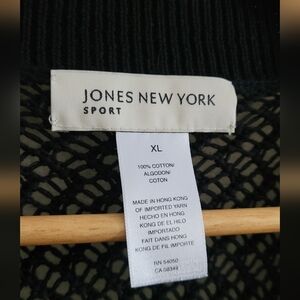 JONES NEW YORK
SPORT
XL
100% COTTON/
ALGODON/
COTON
MADE IN HONG KONG
OF IMPORTED YARN
HECHO EN HONG
KONG DE EL HILO
IMPORTADO
FAIT DANS HONG
KONG DE FIL IMPORTE
RN 54050
CA 08349